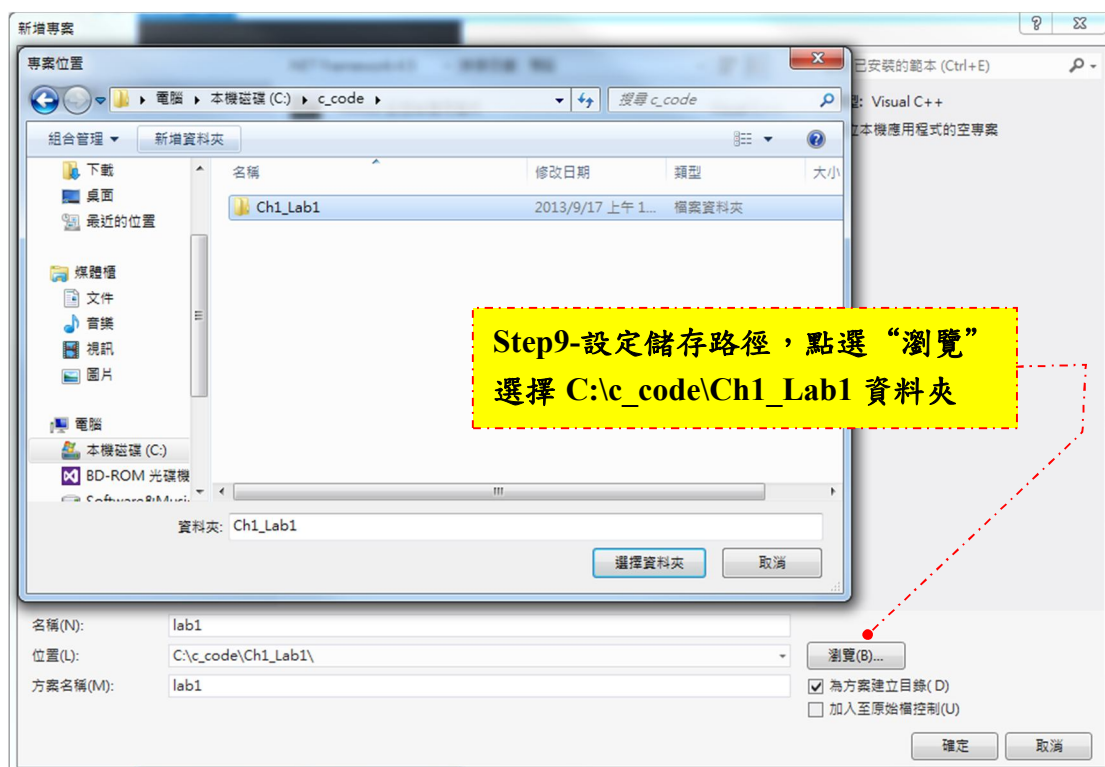 新增專案
專案位置
已安裝的範本 (Ctrl+E)
電腦 本機磁碟 (C:) c_code
搜尋 c_code
Visual C++
本機應用程式的空專案
組合管理 新增資料夾
下載
桌面
最近的位置
媒體櫃
文件
音樂
視訊
圖片
電腦
本機磁碟 (C:)
BD-ROM 光碟機
名稱 修改日期 類型 大小
Ch1_Lab1 2013/9/17 上午 1... 檔案資料夾
Step9-設定儲存路徑，點選“瀏覽”
選擇 C:\c_code\Ch1_Lab1 資料夾
資料夾: Ch1_Lab1
選擇資料夾 取消
名稱(N): lab1
位置(L): C:\c_code\Ch1_Lab1\
瀏覽(B)...
方案名稱(M): lab1
為方案建立目錄(D)
加入至原始檔控制(U)
確定 取消